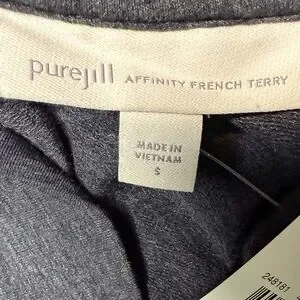 purejill AFFINITY FRENCH TERRY
MADE IN
VIETNAM
S
248181